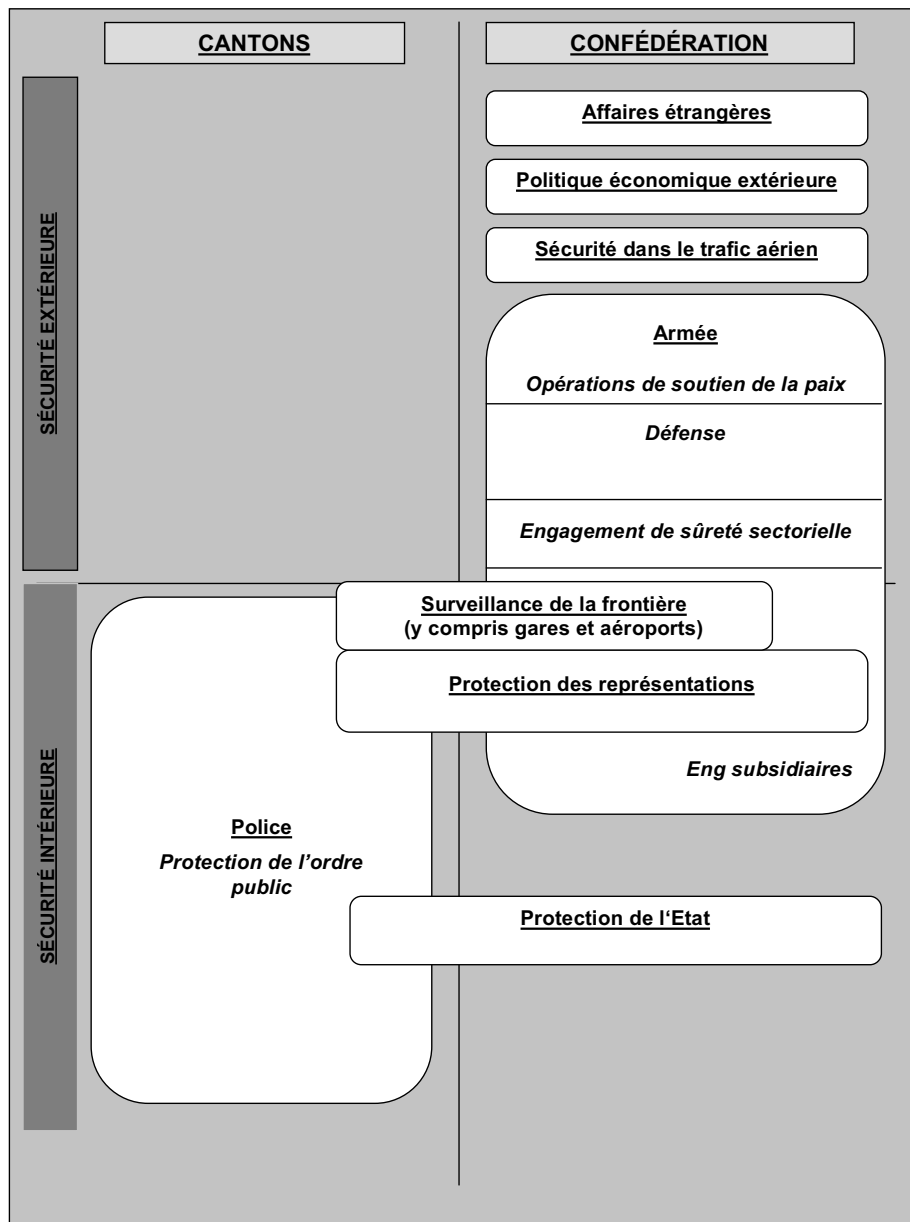 CANTONS
CONFÉDÉRATION
SÉCURITÉ EXTÉRIEURE
Affaires étrangères
Politique économique extérieure
Sécurité dans le trafic aérien
Armée
Opérations de soutien de la paix
Défense
Engagement de sûreté sectorielle
SÉCURITÉ INTÉRIEURE
Surveillance de la frontière
(y compris gares et aéroports)
Protection des représentations
Eng subsidiaires
Police
Protection de l’ordre
public
Protection de l‘Etat